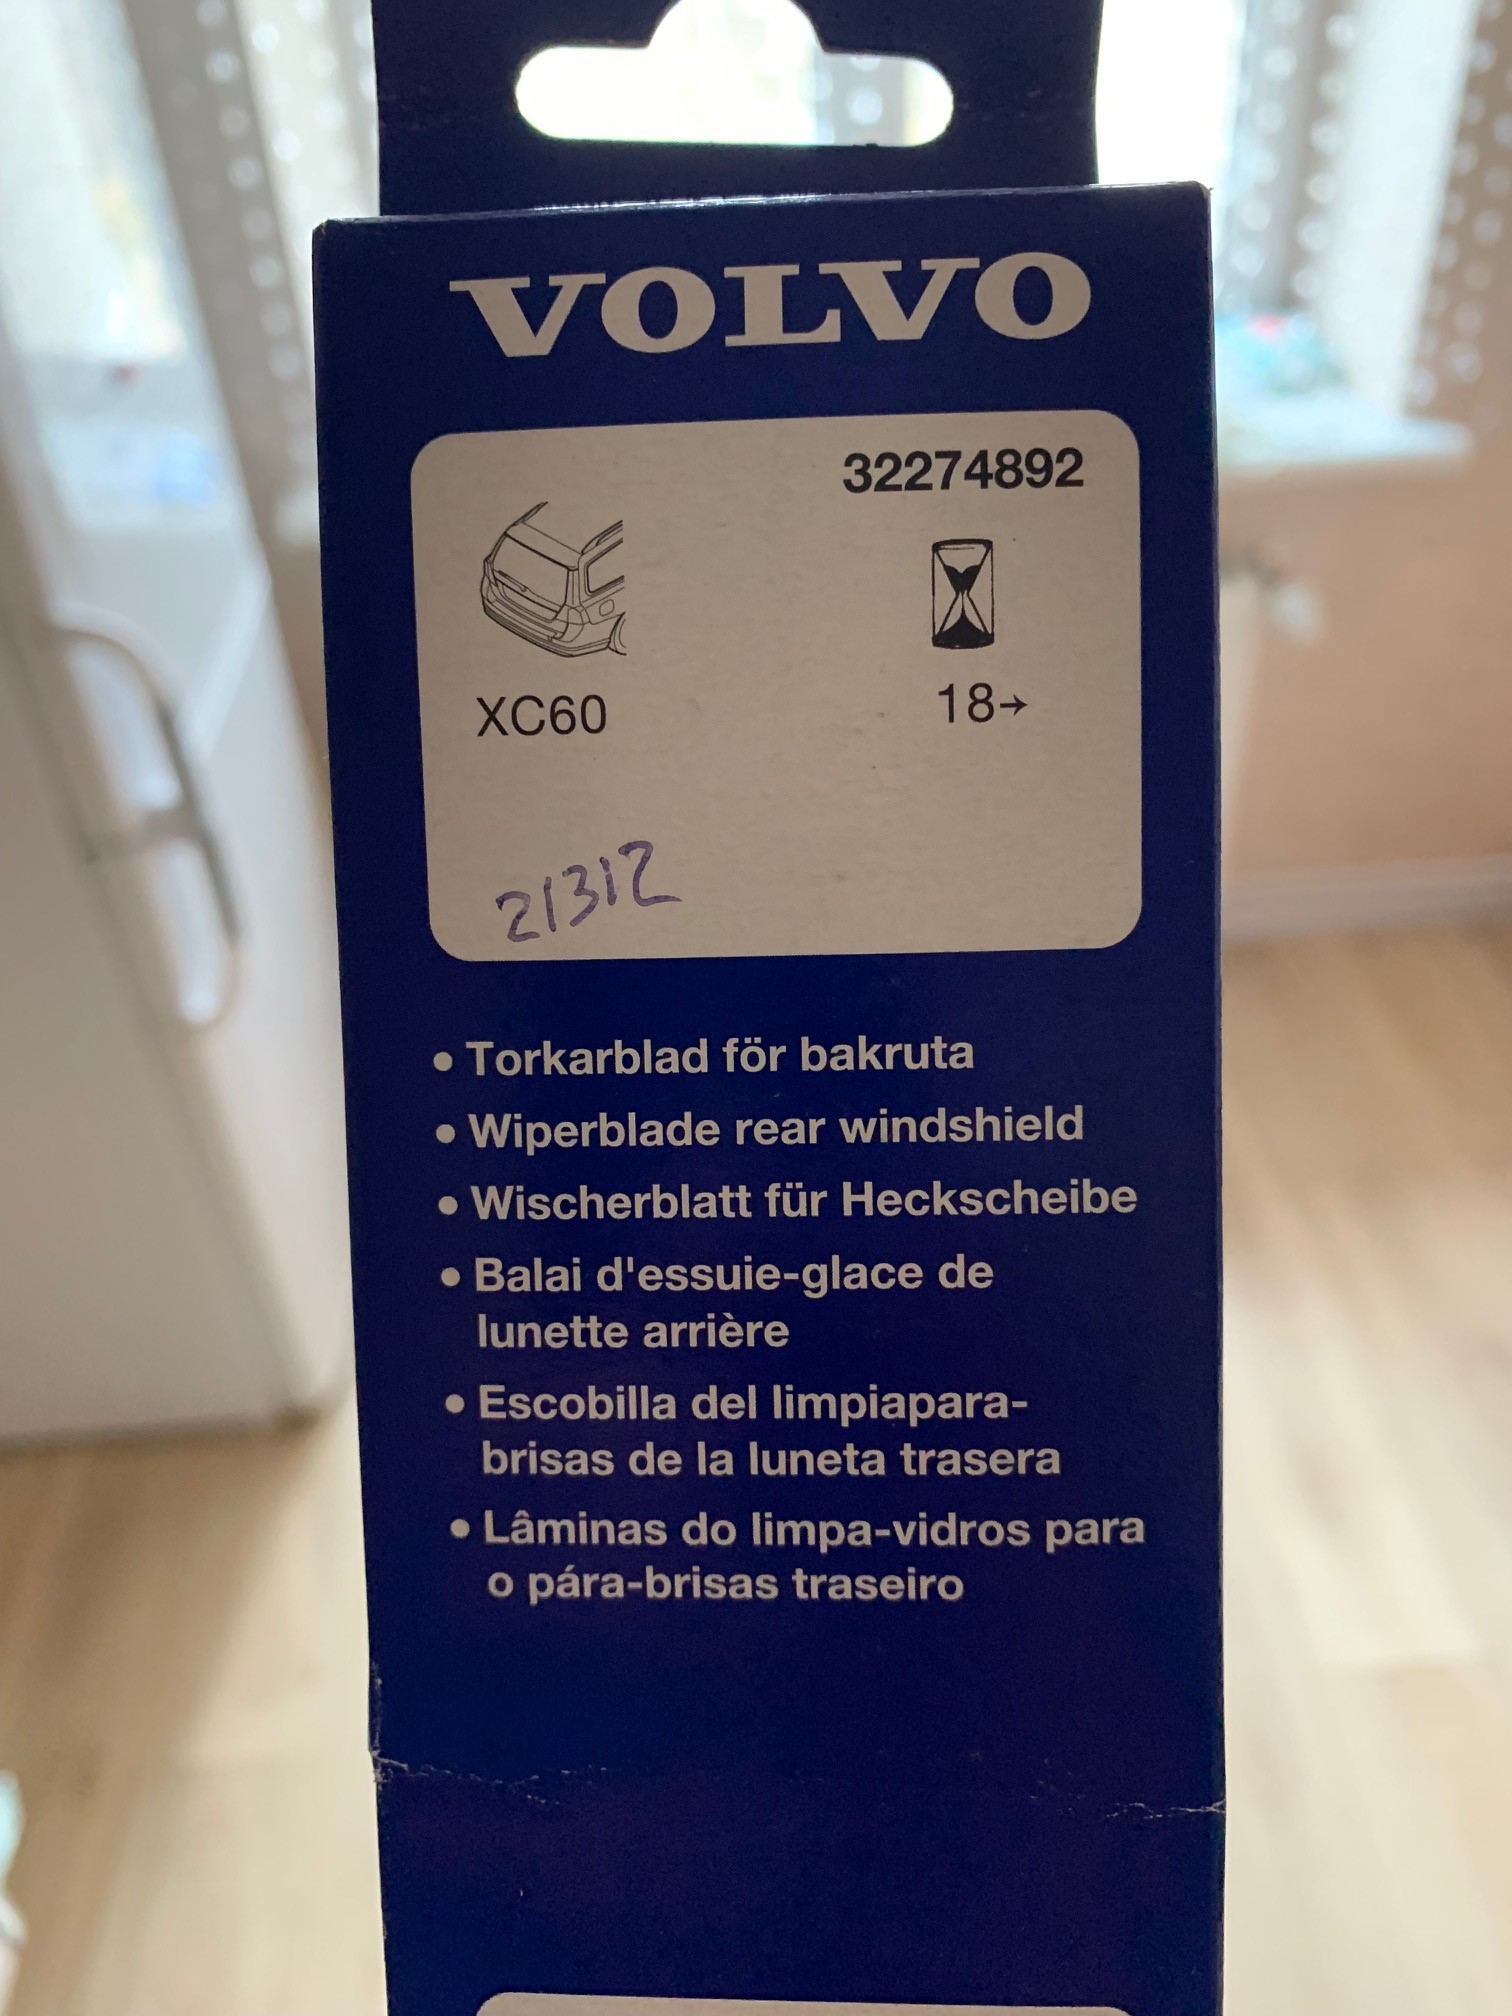 VOLVO
32274892
XC60
18→
21312
• Torkarblad för bakruta
• Wiperblade rear windshield
• Wischerblatt für Heckscheibe
• Balai d'essuie-glace de
lunette arrière
• Escobilla del limpiapara-
brisas de la luneta trasera
• Lâminas do limpa-vidros para
o pára-brisas traseiro